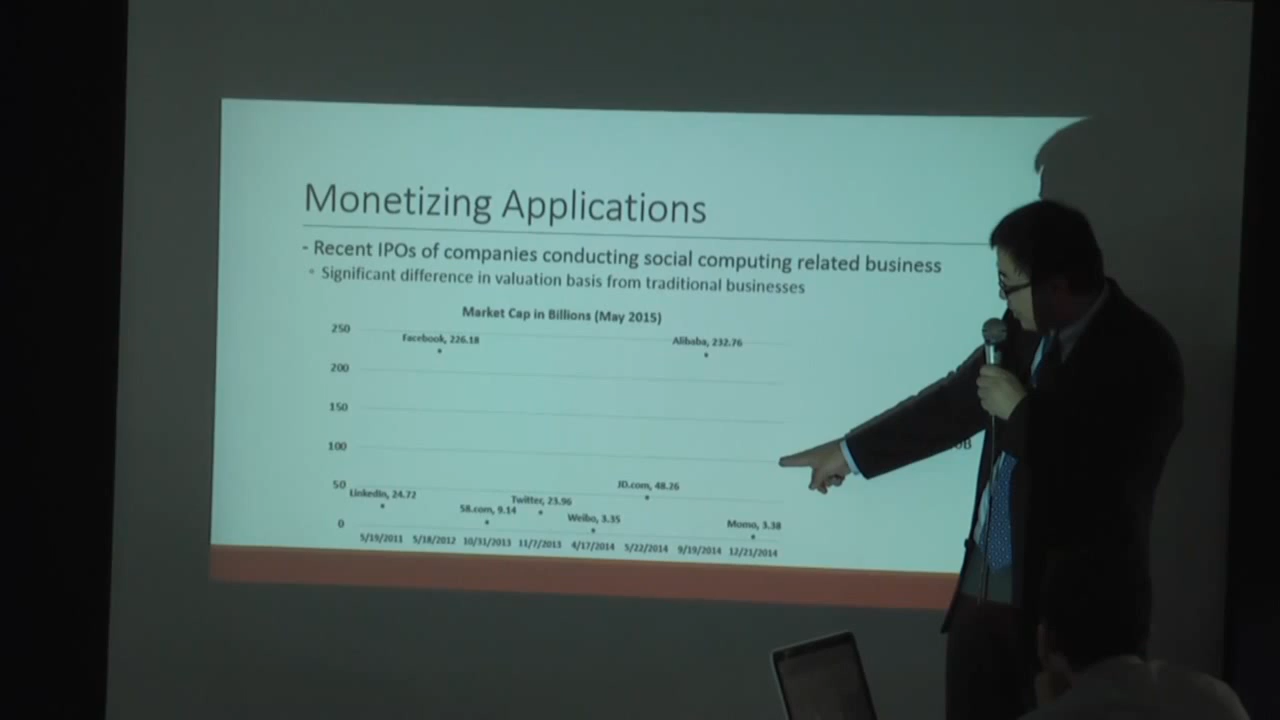 Monetizing Applications
- Recent IPOs of companies conducting social computing related business
▫ Significant difference in valuation basis from traditional businesses
Market Cap in Billions (May 2015)
250
Facebook, 226.18
Alibaba, 232.76
200
150
100
50
LinkedIn, 24.72
58.com, 9.14
Twitter, 23.96
Weibo, 3.35
JD.com, 48.26
Momo, 3.38
0
5/19/2011 5/18/2012 10/31/2013 11/7/2013 4/17/2014 5/22/2014 9/19/2014 12/21/2014